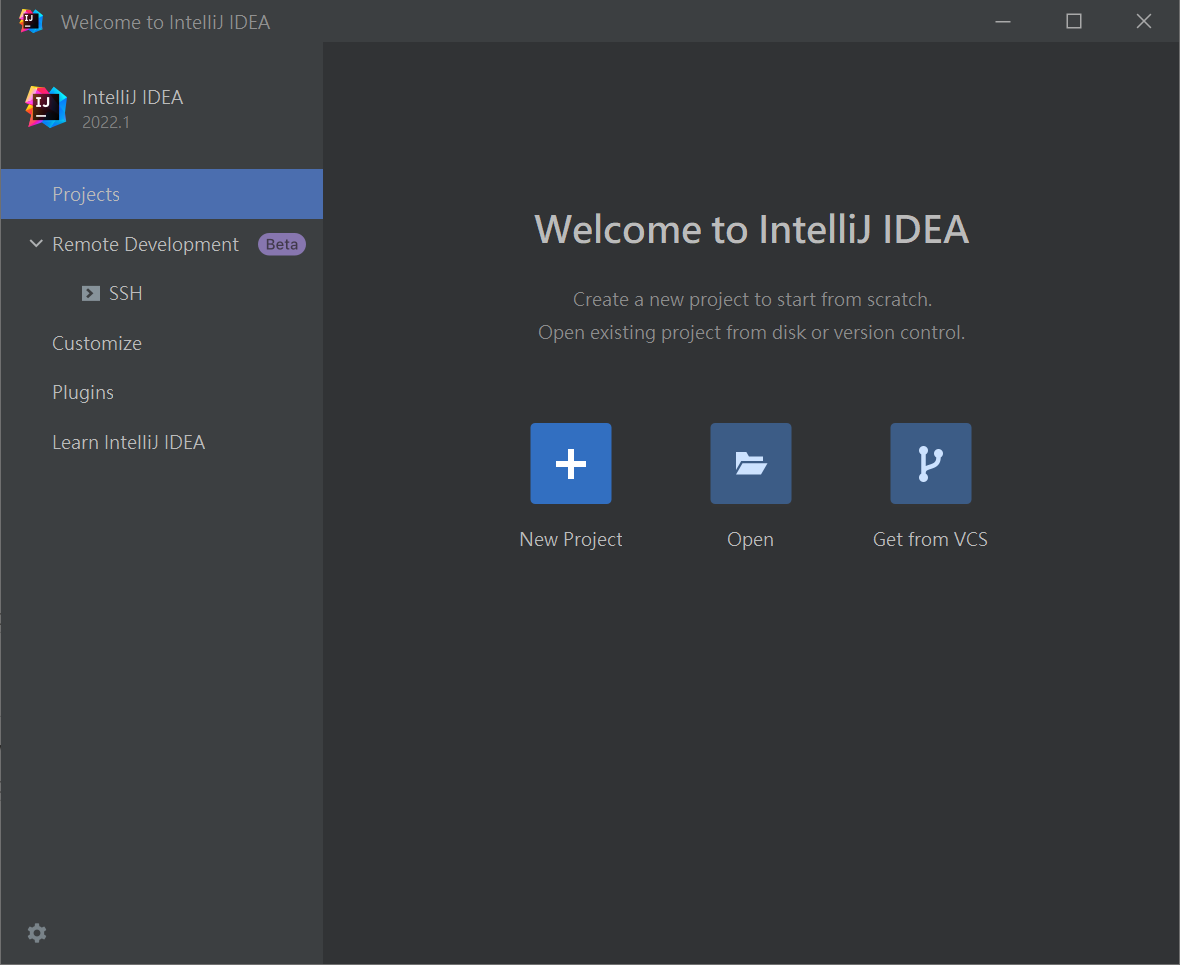 Welcome to IntelliJ IDEA
IJ
IntelliJ IDEA
2022.1
Projects
Remote Development Beta
SSH
Customize
Plugins
Learn IntelliJ IDEA
Welcome to IntelliJ IDEA
Create a new project to start from scratch.
Open existing project from disk or version control.
New Project Open Get from VCS